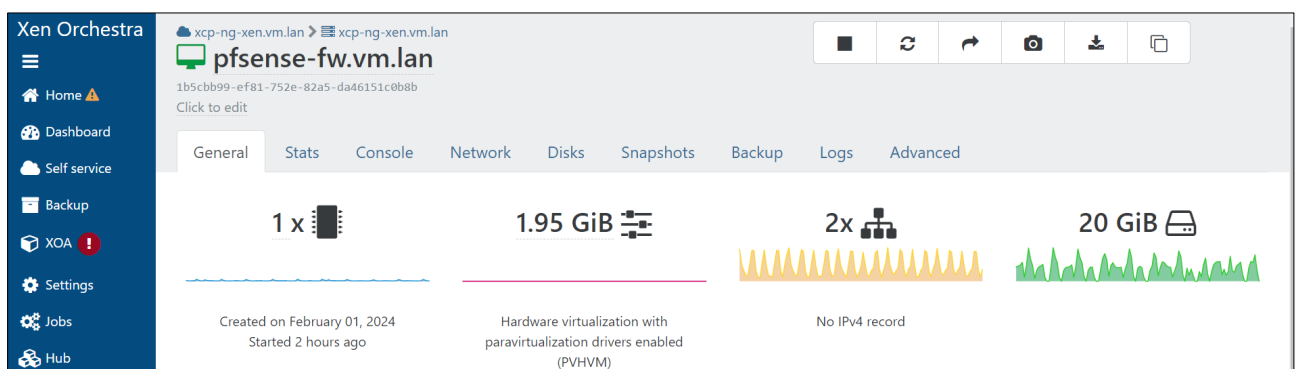 Xen Orchestra
Home
Dashboard
Self service
Backup
XOA
Settings
Jobs
Hub
xcp-ng-xen.vm.lan xcp-ng-xen.vm.lan
pfsense-fw.vm.lan
1b5cbb99-ef81-752e-82a5-da46151c0b8b
Click to edit
General Stats Console Network Disks Snapshots Backup Logs Advanced
1 x
Created on February 01, 2024
Started 2 hours ago
1.95 GiB
Hardware virtualization with
paravirtualization drivers enabled
(PVHVM)
2x
No IPv4 record
20 GiB